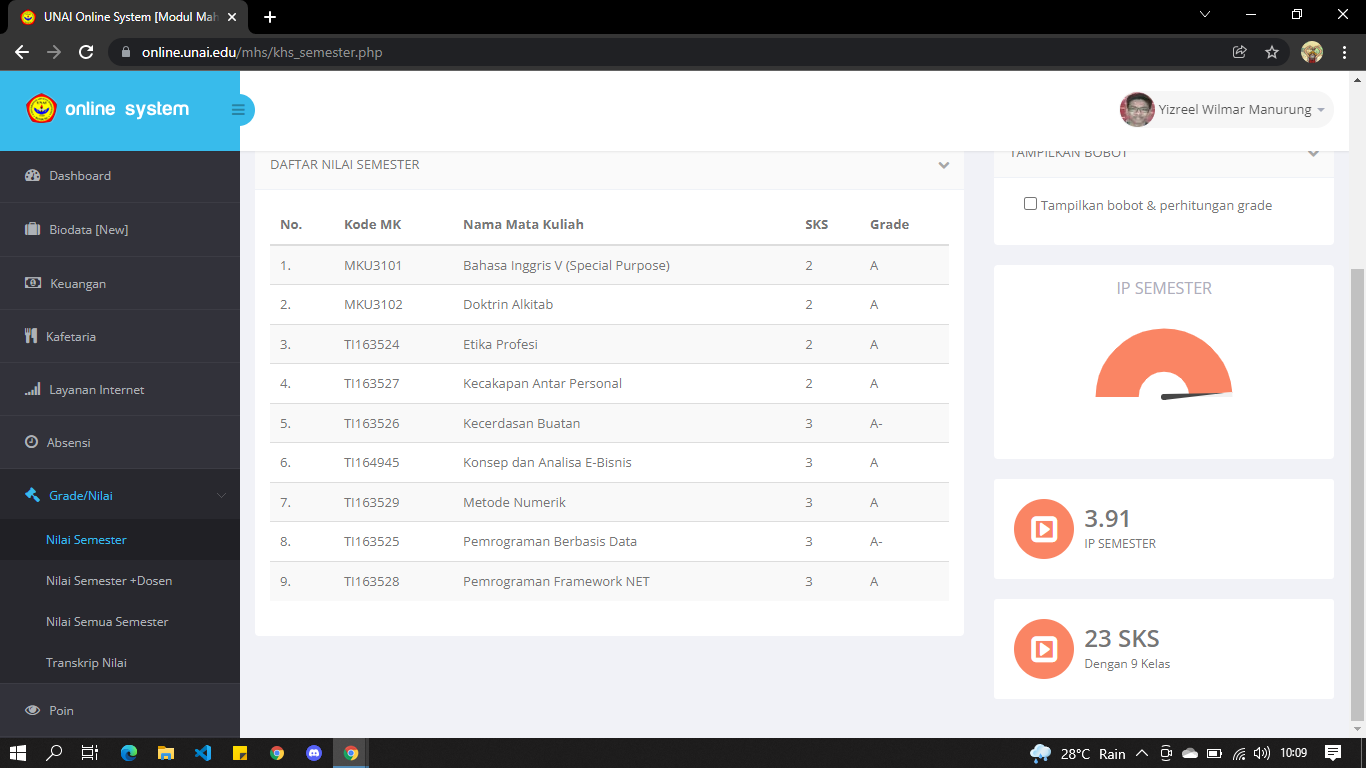 UNAI Online System [Modul Mah
online.unai.edu/mhs/khs_semester.php
online system
Yizreel Wilmar Manurung
Dashboard
Biodata [New]
Keuangan
Kafetaria
Layanan Internet
Absensi
Grade/Nilai
Nilai Semester
Nilai Semester +Dosen
Nilai Semua Semester
Transkrip Nilai
Poin
DAFTAR NILAI SEMESTER
No. Kode MK Nama Mata Kuliah SKS Grade
1. MKU3101 Bahasa Inggris V (Special Purpose) 2 A
2. MKU3102 Doktrin Alkitab 2 A
3. TI163524 Etika Profesi 2 A
4. TI163527 Kecakapan Antar Personal 2 A
5. TI163526 Kecerdasan Buatan 3 A-
6. TI164945 Konsep dan Analisa E-Bisnis 3 A
7. TI163529 Metode Numerik 3 A
8. TI163525 Pemrograman Berbasis Data 3 A-
9. TI163528 Pemrograman Framework NET 3 A
TAMPILKAN BOBOT
Tampilkan bobot & perhitungan grade
IP SEMESTER
3.91
IP SEMESTER
23 SKS
Dengan 9 Kelas
28°C Rain 10:09